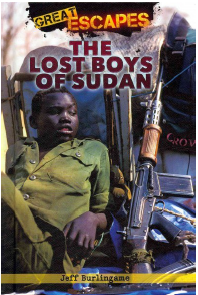 GREAT ESCAPES
THE
LOST BOYS
OF SUDAN
Jeff Burlingame